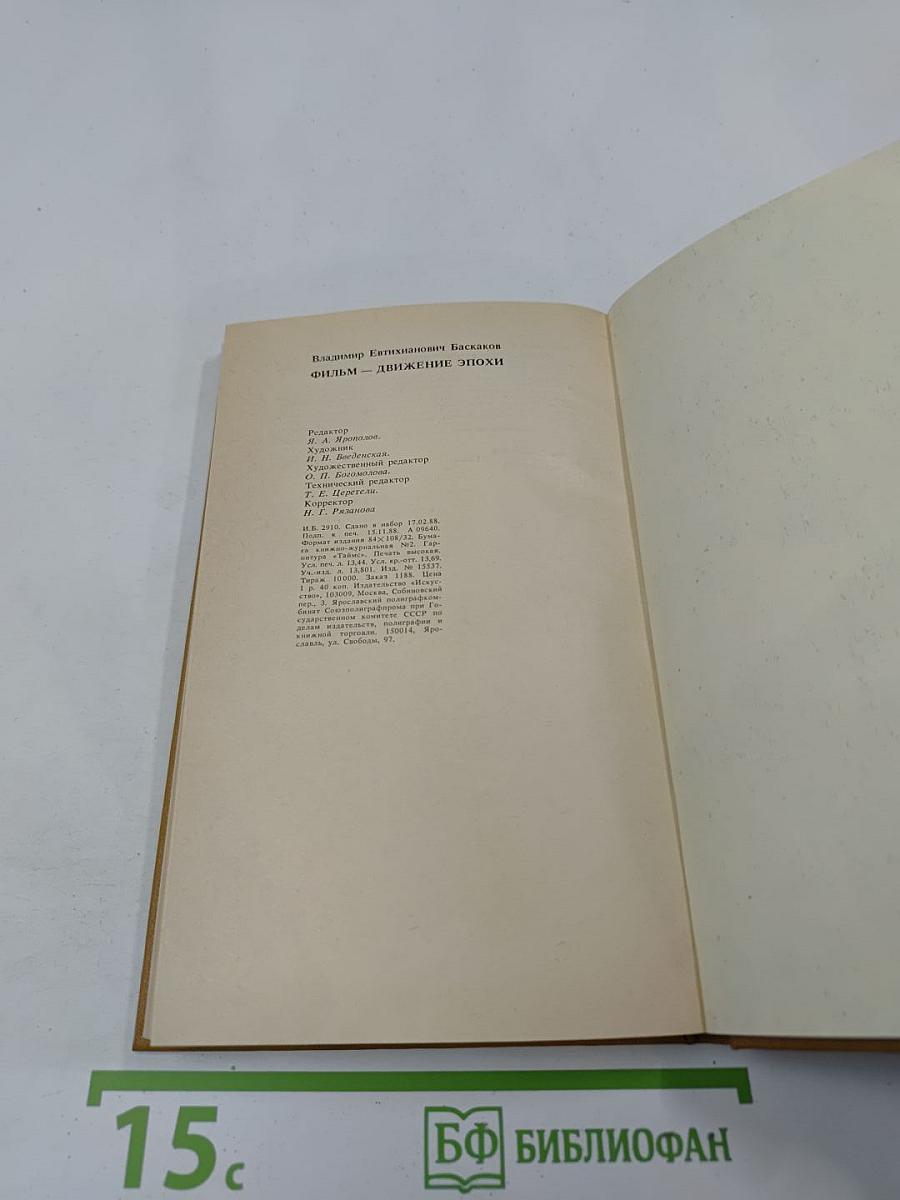 Владимир Евтихианович Баскаков
ФИЛЬМ — ДВИЖЕНИЕ ЭПОХИ
Редактор
Я. А. Ярополов.
Художник
И. Н. Введенская.
Художественный редактор
О. П. Богомолова.
Технический редактор
Т. Е. Церетели.
Корректор
Н. Г. Рязанова
И.Б. 2910. Сдано в набор 17.02.88.
Подп. к печ. 15.11.88. А 09640.
Формат издания 84×108/32. Бума-
га книжно-журнальная №2. Гар-
нитура «Таймс». Печать высокая.
Усл. печ. л. 13,44. Усл. кр.-отт. 13,69.
Уч.-изд. л. 13,801. Изд. № 15537.
Тираж 10000. Заказ 1188. Цена
1 р. 40 коп. Издательство «Искус-
ство», 103009, Москва, Собиновский
пер., 3. Ярославский полиграфком-
бинат Союзполиграфпрома при Го-
сударственном комитете СССР по
делам издательств, полиграфии и
книжной торговли. 150014, Яро-
славль, ул. Свободы, 97.
15 с
БФ БИБЛИОФАН